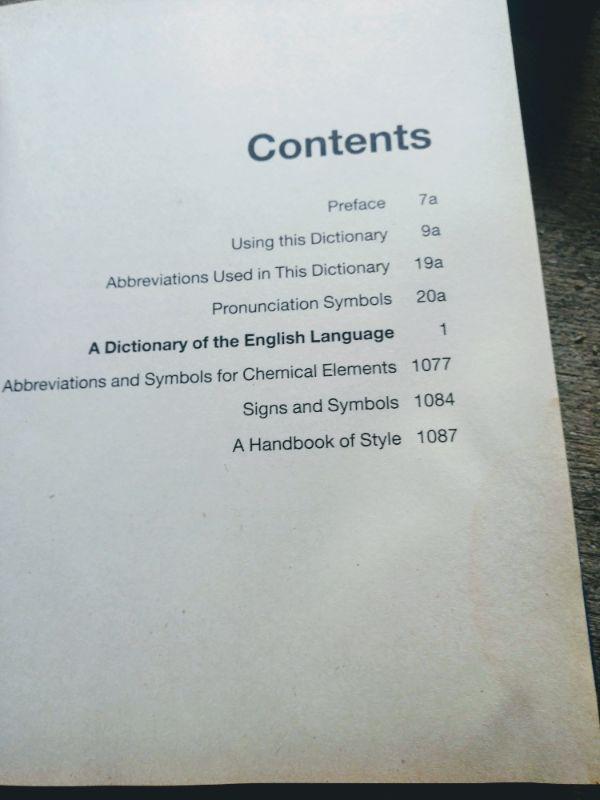 Contents
Preface 7a
Using this Dictionary 9a
Abbreviations Used in This Dictionary 19a
Pronunciation Symbols 20a
A Dictionary of the English Language 1
Abbreviations and Symbols for Chemical Elements 1077
Signs and Symbols 1084
A Handbook of Style 1087